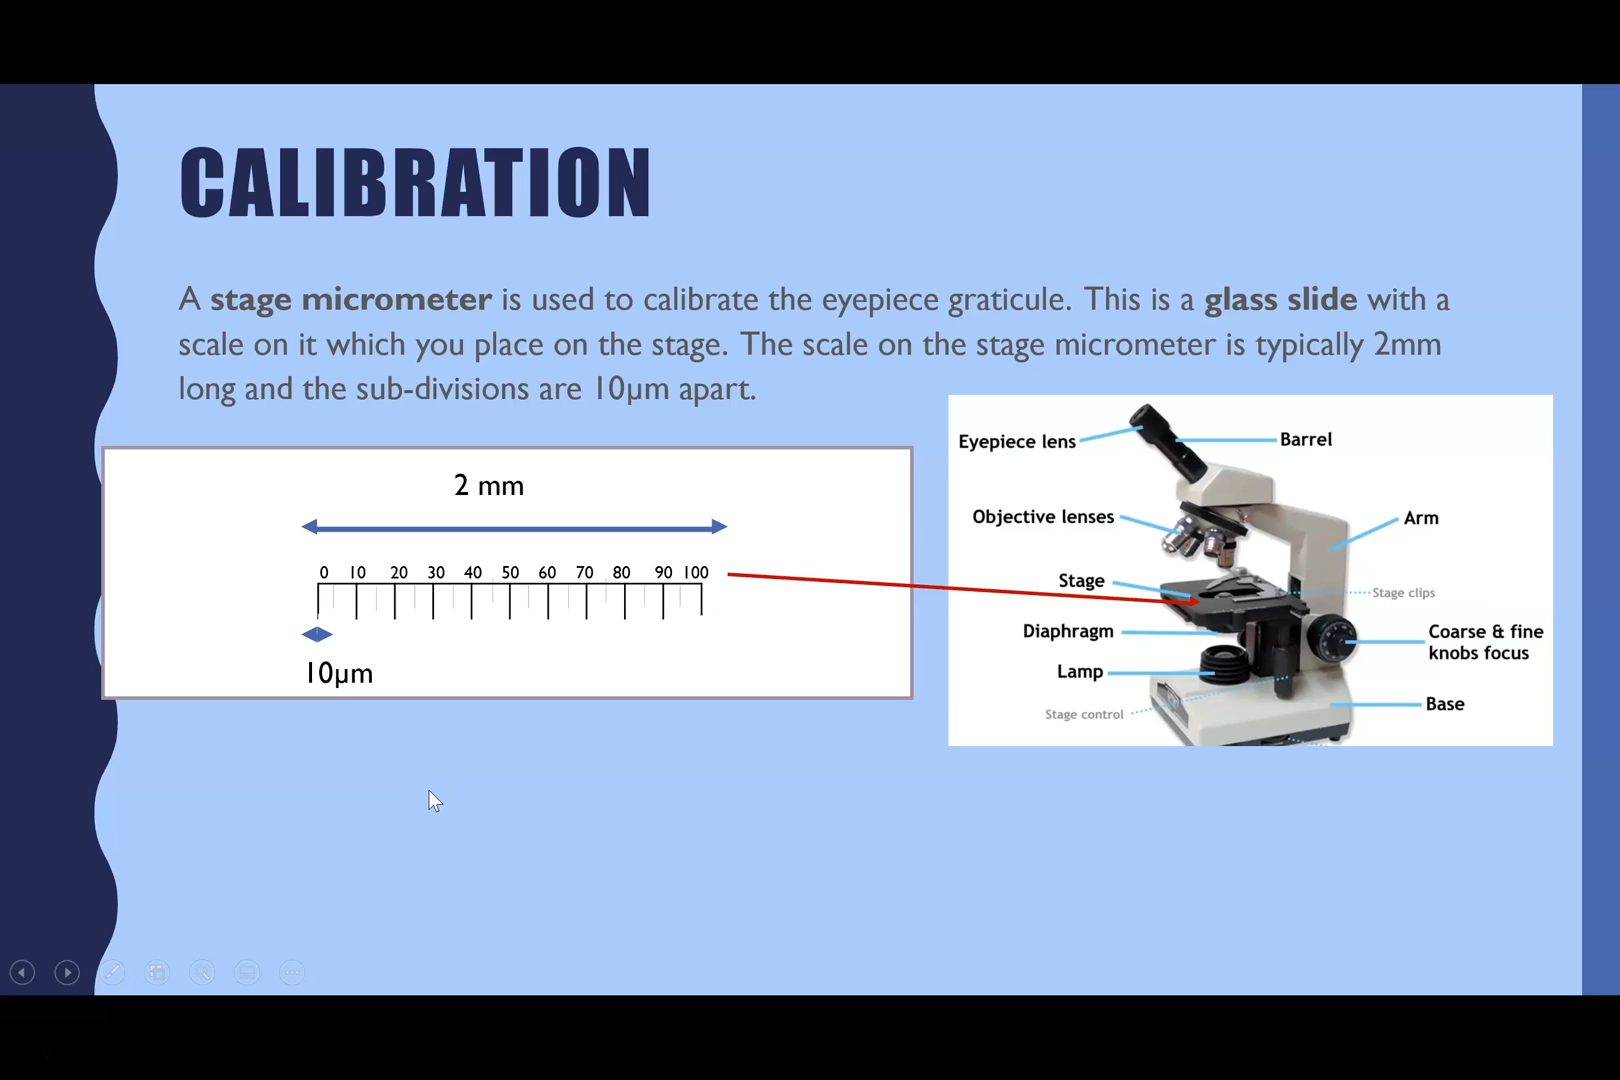 CALIBRATION
A stage micrometer is used to calibrate the eyepiece graticule. This is a glass slide with a
scale on it which you place on the stage. The scale on the stage micrometer is typically 2mm
long and the sub-divisions are 10μm apart.
2 mm
0 10 20 30 40 50 60 70 80 90 100
10μm
Eyepiece lens
Barrel
Objective lenses
Arm
Stage
Stage clips
Diaphragm
Coarse & fine
knobs focus
Lamp
Base
Stage control